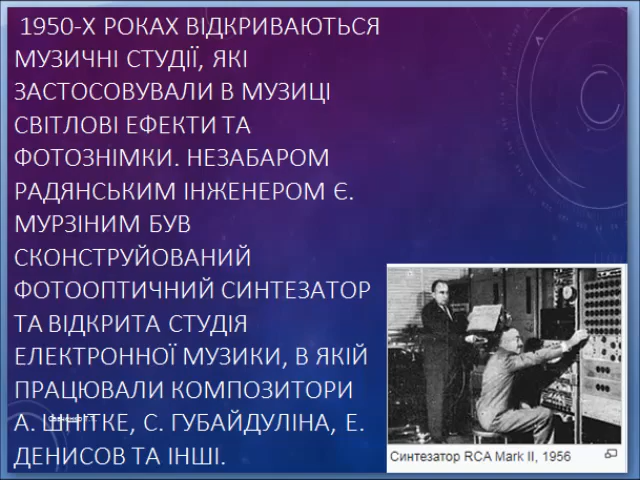 1950-Х РОКАХ ВІДКРИВАЮТЬСЯ
МУЗИЧНІ СТУДІЇ, ЯКІ
ЗАСТОСОВУВАЛИ В МУЗИЦІ
СВІТЛОВІ ЕФЕКТИ ТА
ФОТОЗНІМКИ. НЕЗАБАРОМ
РАДЯНСЬКИМ ІНЖЕНЕРОМ Є.
МУРЗІНИМ БУВ
СКОНСТРУЙОВАНИЙ
ФОТООПТИЧНИЙ СИНТЕЗАТОР
ТА ВІДКРИТА СТУДІЯ
ЕЛЕКТРОННОЇ МУЗИКИ, В ЯКІЙ
ПРАЦЮВАЛИ КОМПОЗИТОРИ
А. ШНІТКЕ, С. ГУБАЙДУЛІНА, Е.
ДЕНИСОВ ТА ІНШІ.
Синтезатор RCA Mark II, 1956